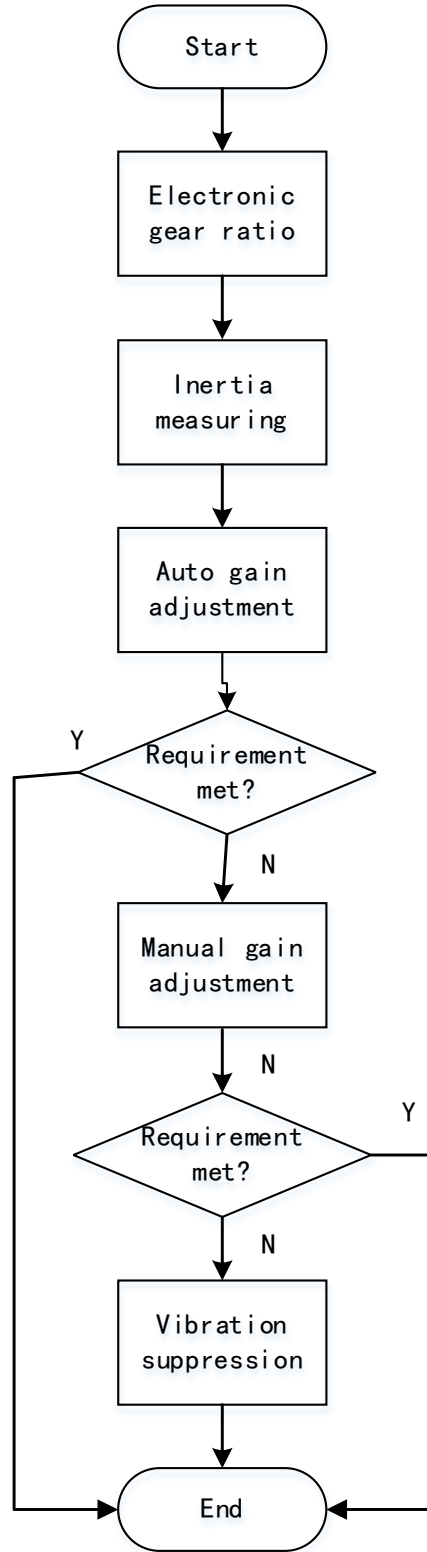 Start
Electronic
gear ratio
Inertia
measuring
Auto gain
adjustment
Y
Requirement
met?
N
Manual gain
adjustment
N
Y
Requirement
met?
N
Vibration
suppression
End